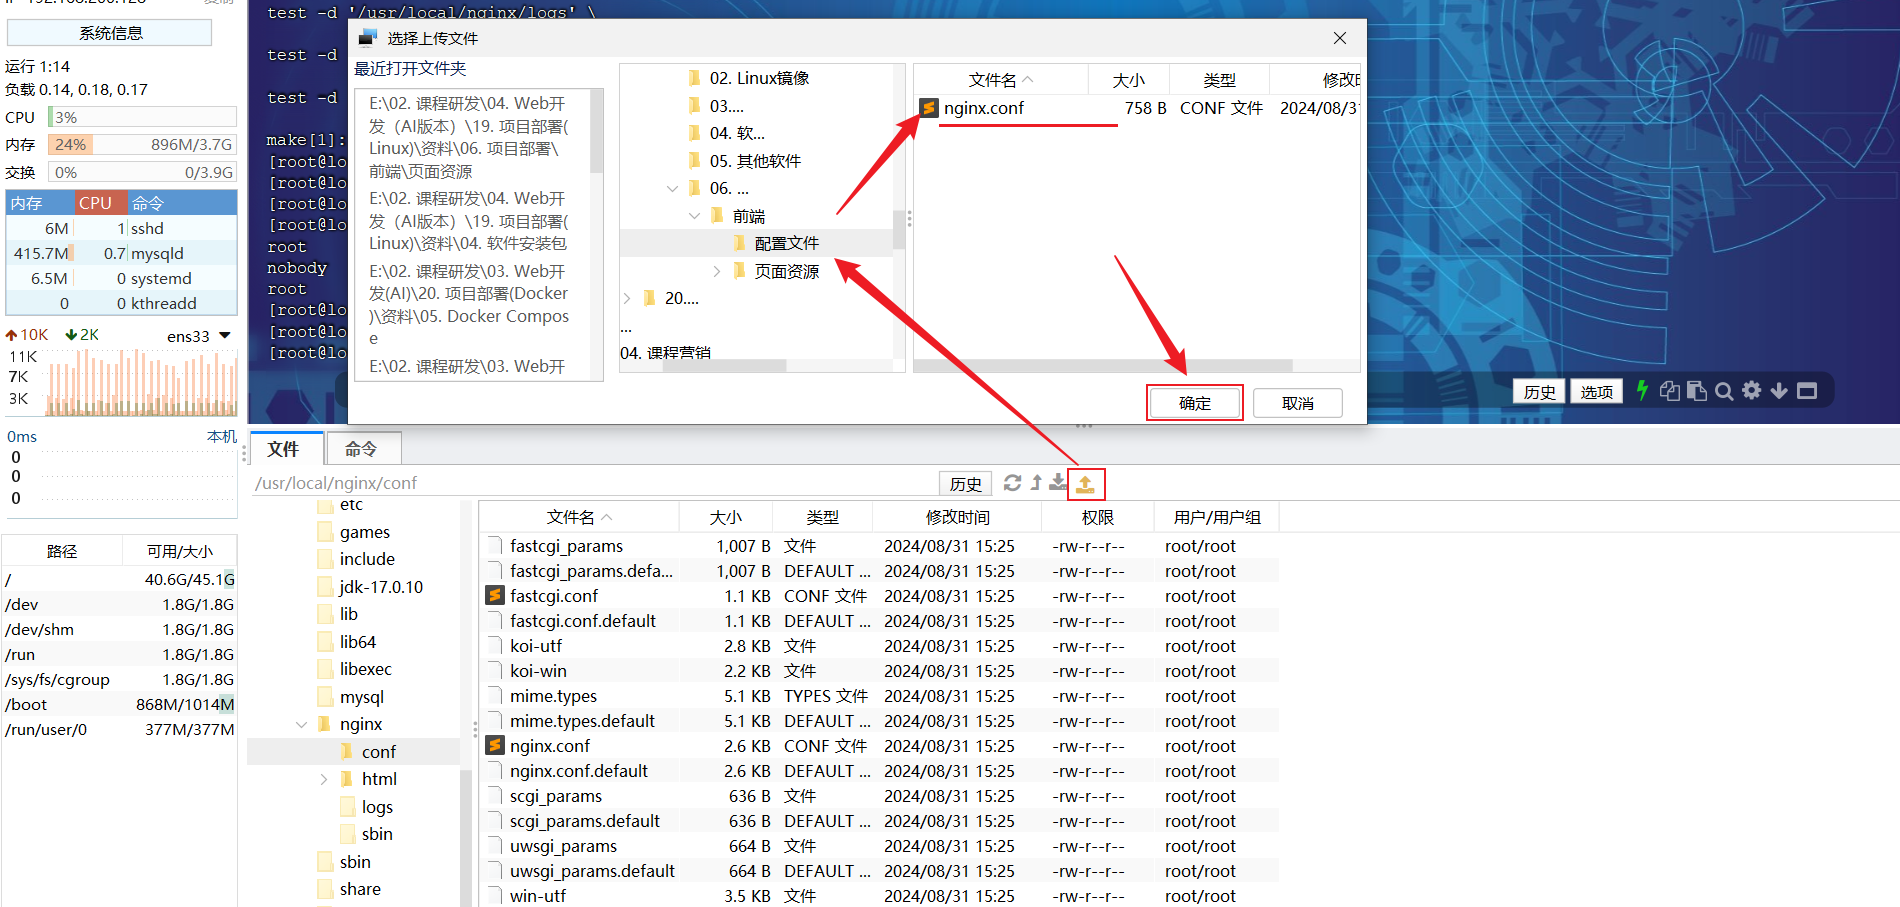 系统信息
运行 1:14
负载 0.14, 0.18, 0.17
CPU 3%
内存 24% 896M/3.7G
交换 0% 0/3.9G
内存 CPU 命令
6M 1 sshd
415.7M 0.7 mysqld
6.5M 0 systemd
0 0 kthreadd
10K 2K ens33
11K
7K
3K
0ms 本机
0
0
0
路径 可用/大小
/ 40.6G/45.1G
/dev 1.8G/1.8G
/dev/shm 1.8G/1.8G
/run 1.8G/1.8G
/sys/fs/cgroup 1.8G/1.8G
/boot 868M/1014M
/run/user/0 377M/377M
test -d '/usr/local/nginx/logs' \
test -d
test -d
make[1]:
[root@lo
[root@lo
[root@lo
[root@lo
root
nobody
root
[root@lo
[root@lo
[root@lo
选择上传文件
最近打开文件夹
E:\02. 课程研发\04. Web开
发（AI版本）\19. 项目部署(
Linux)\资料\06. 项目部署\
前端\页面资源
E:\02. 课程研发\04. Web开
发（AI版本）\19. 项目部署(
Linux)\资料\04. 软件安装包
E:\02. 课程研发\03. Web开
发(AI)\20. 项目部署(Docker
)\资料\05. Docker Compos
e
E:\02. 课程研发\03. Web开
02. Linux镜像
03....
04. 软...
05. 其他软件
06. ...
前端
配置文件
页面资源
20....
...
04. 课程营销
文件名 大小 类型
nginx.conf 758 B CONF 文件 2024/08/31
确定 取消
历史 选项
文件 命令
/usr/local/nginx/conf 历史
etc
games
include
jdk-17.0.10
lib
lib64
libexec
mysql
nginx
conf
html
logs
sbin
sbin
share
文件名 大小 类型 修改时间 权限 用户/用户组
fastcgi_params 1,007 B 文件 2024/08/31 15:25 -rw-r--r-- root/root
fastcgi_params.defa... 1,007 B DEFAULT ... 2024/08/31 15:25 -rw-r--r-- root/root
fastcgi.conf 1.1 KB CONF 文件 2024/08/31 15:25 -rw-r--r-- root/root
fastcgi.conf.default 1.1 KB DEFAULT ... 2024/08/31 15:25 -rw-r--r-- root/root
koi-utf 2.8 KB 文件 2024/08/31 15:25 -rw-r--r-- root/root
koi-win 2.2 KB 文件 2024/08/31 15:25 -rw-r--r-- root/root
mime.types 5.1 KB TYPES 文件 2024/08/31 15:25 -rw-r--r-- root/root
mime.types.default 5.1 KB DEFAULT ... 2024/08/31 15:25 -rw-r--r-- root/root
nginx.conf 2.6 KB CONF 文件 2024/08/31 15:25 -rw-r--r-- root/root
nginx.conf.default 2.6 KB DEFAULT ... 2024/08/31 15:25 -rw-r--r-- root/root
scgi_params 636 B 文件 2024/08/31 15:25 -rw-r--r-- root/root
scgi_params.default 636 B DEFAULT ... 2024/08/31 15:25 -rw-r--r-- root/root
uwsgi_params 664 B 文件 2024/08/31 15:25 -rw-r--r-- root/root
uwsgi_params.default 664 B DEFAULT ... 2024/08/31 15:25 -rw-r--r-- root/root
win-utf 3.5 KB 文件 2024/08/31 15:25 -rw-r--r-- root/root